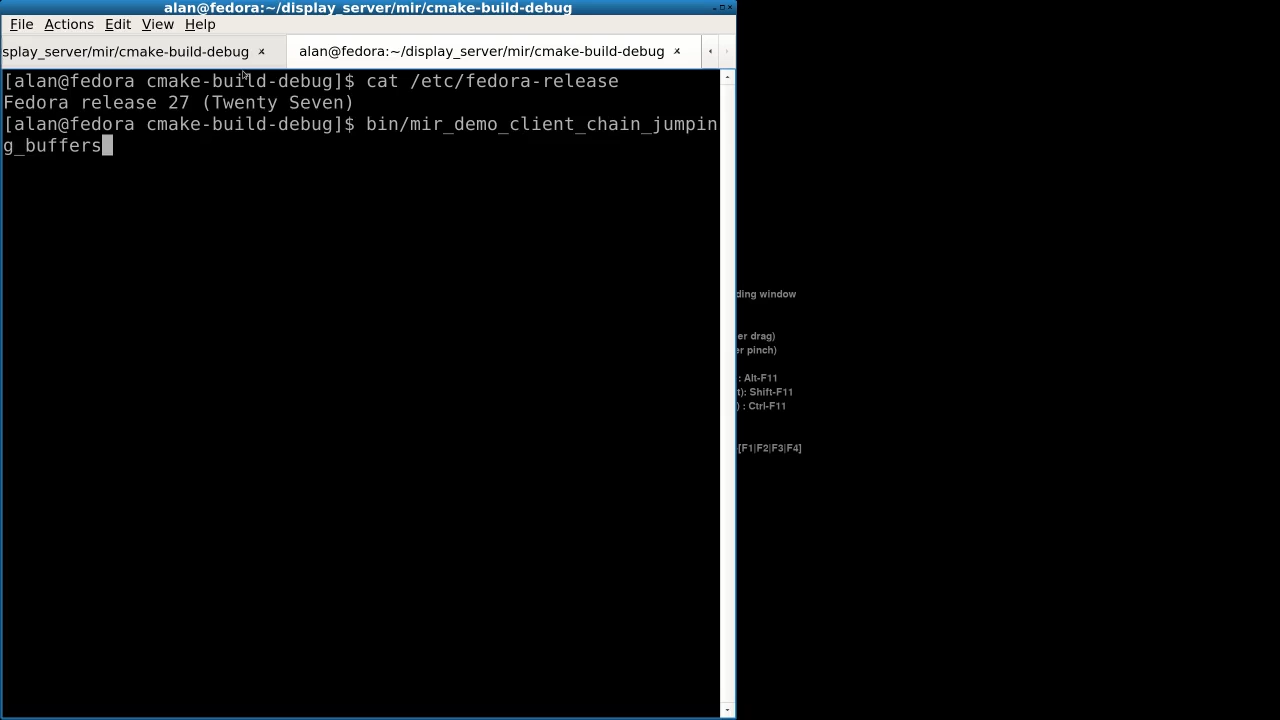 alan@fedora:~/display_server/mir/cmake-build-debug
File Actions Edit View Help
splay_server/mir/cmake-build-debug
alan@fedora:~/display_server/mir/cmake-build-debug
[alan@fedora cmake-build-debug]$ cat /etc/fedora-release
Fedora release 27 (Twenty Seven)
[alan@fedora cmake-build-debug]$ bin/mir_demo_client_chain_jumpin
g_buffers
ding window
er drag)
er pinch)
: Alt-F11
t): Shift-F11
) : Ctrl-F11
[F1|F2|F3|F4]